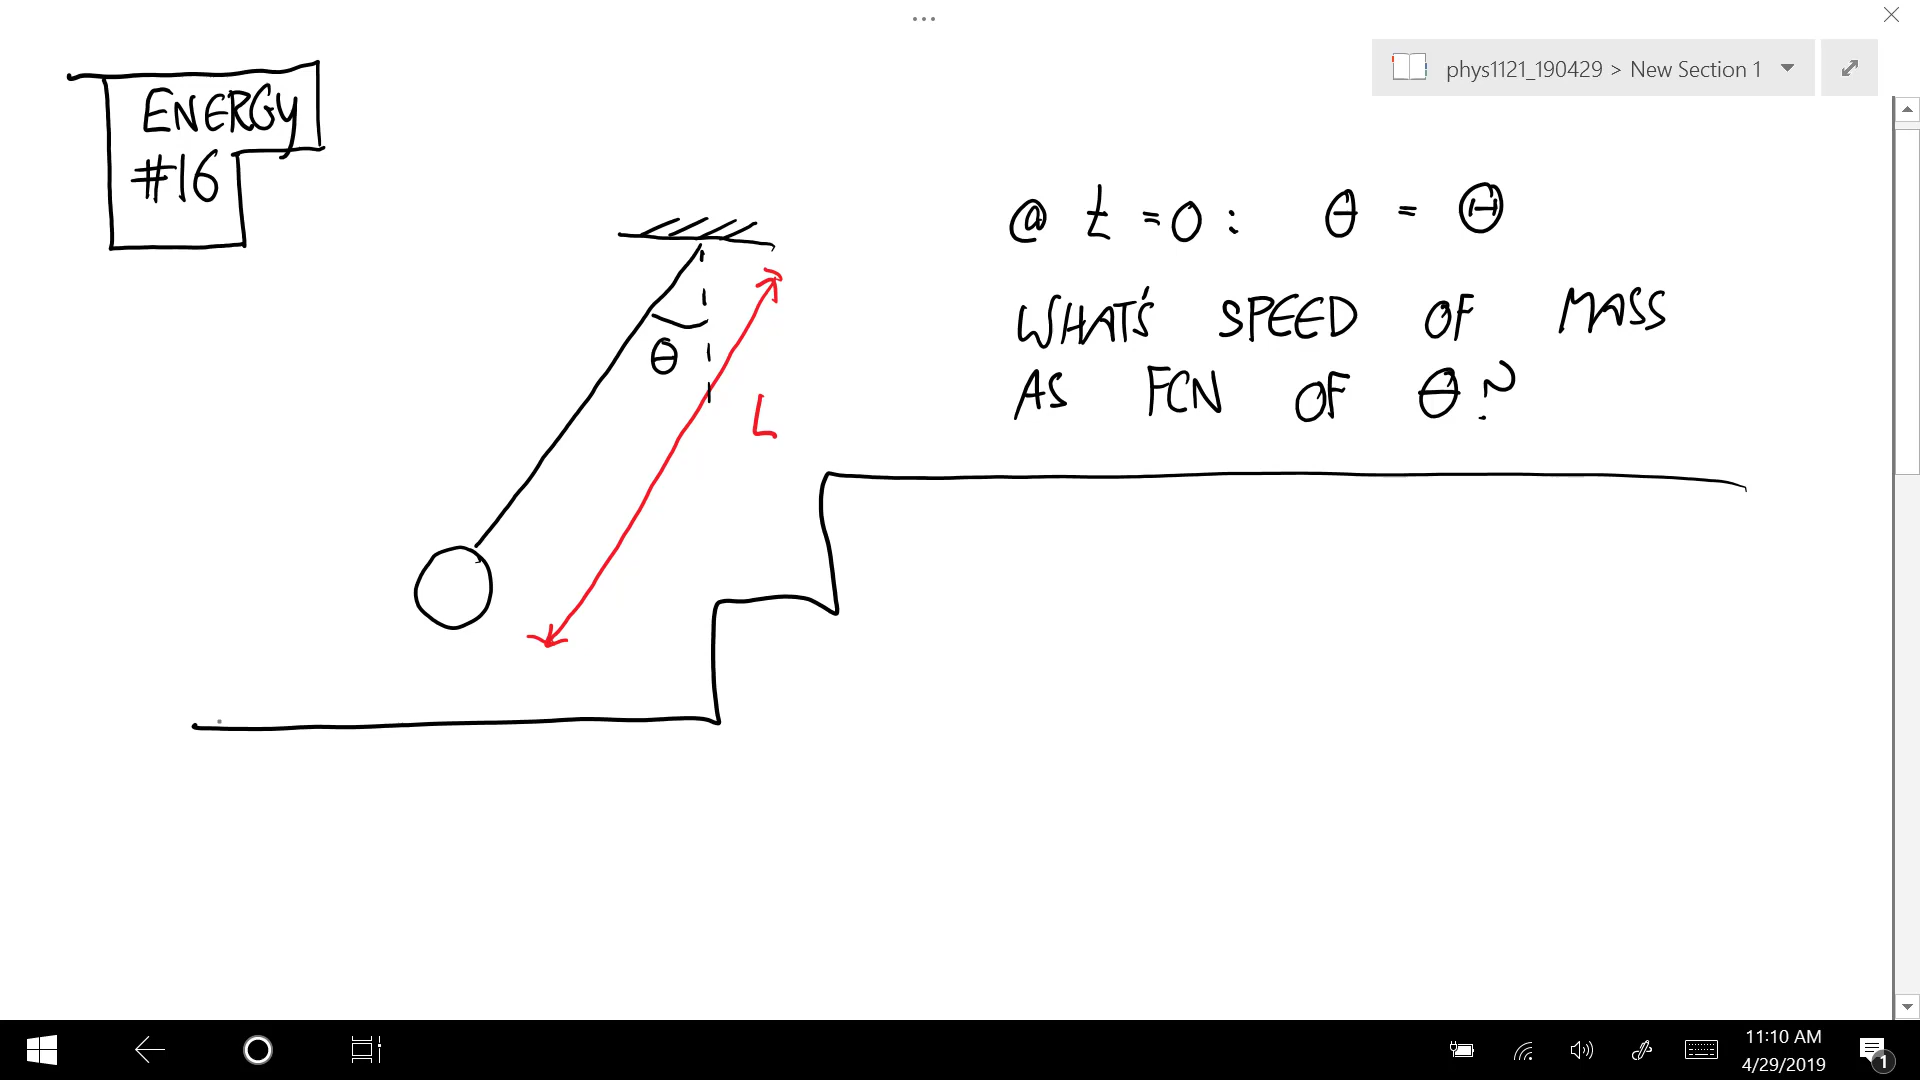 phys1121_190429 > New Section 1
ENERGY
#16
@ t = 0 : θ = Θ
WHAT'S SPEED OF MASS
AS FCN OF θ?
θ
L
11:10 AM
4/29/2019
1